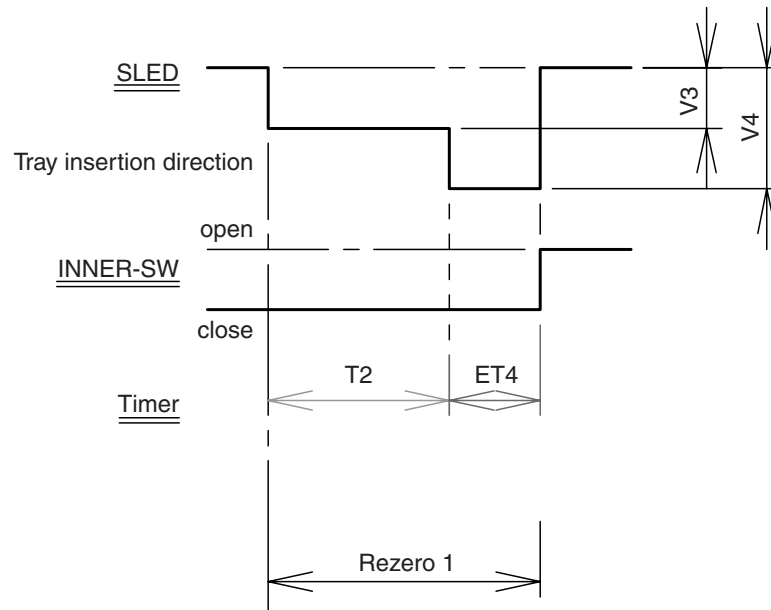 SLED
V3
V4
Tray insertion direction
open
INNER-SW
close
T2
ET4
Timer
Rezero 1